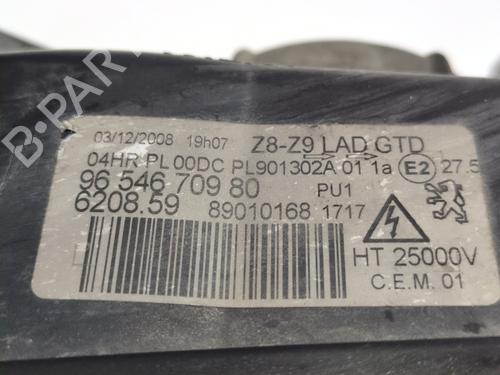 03/12/2008 19h07 Z8-Z9 LAD GTD
04HR PL 00DC PL901302A 01 1a E2 27.5
96 546 709 80 PU1
6208.59 89010168 1717
HT 25000V
C.E.M. 01